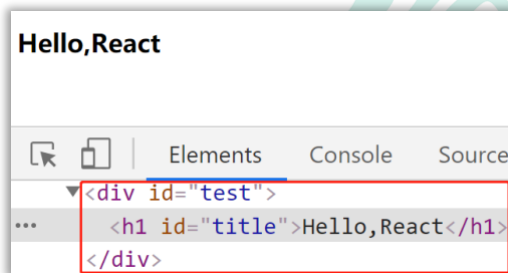 Hello,React
Elements Console Source
▼<div id="test">
••• <h1 id="title">Hello,React</h1>
</div>